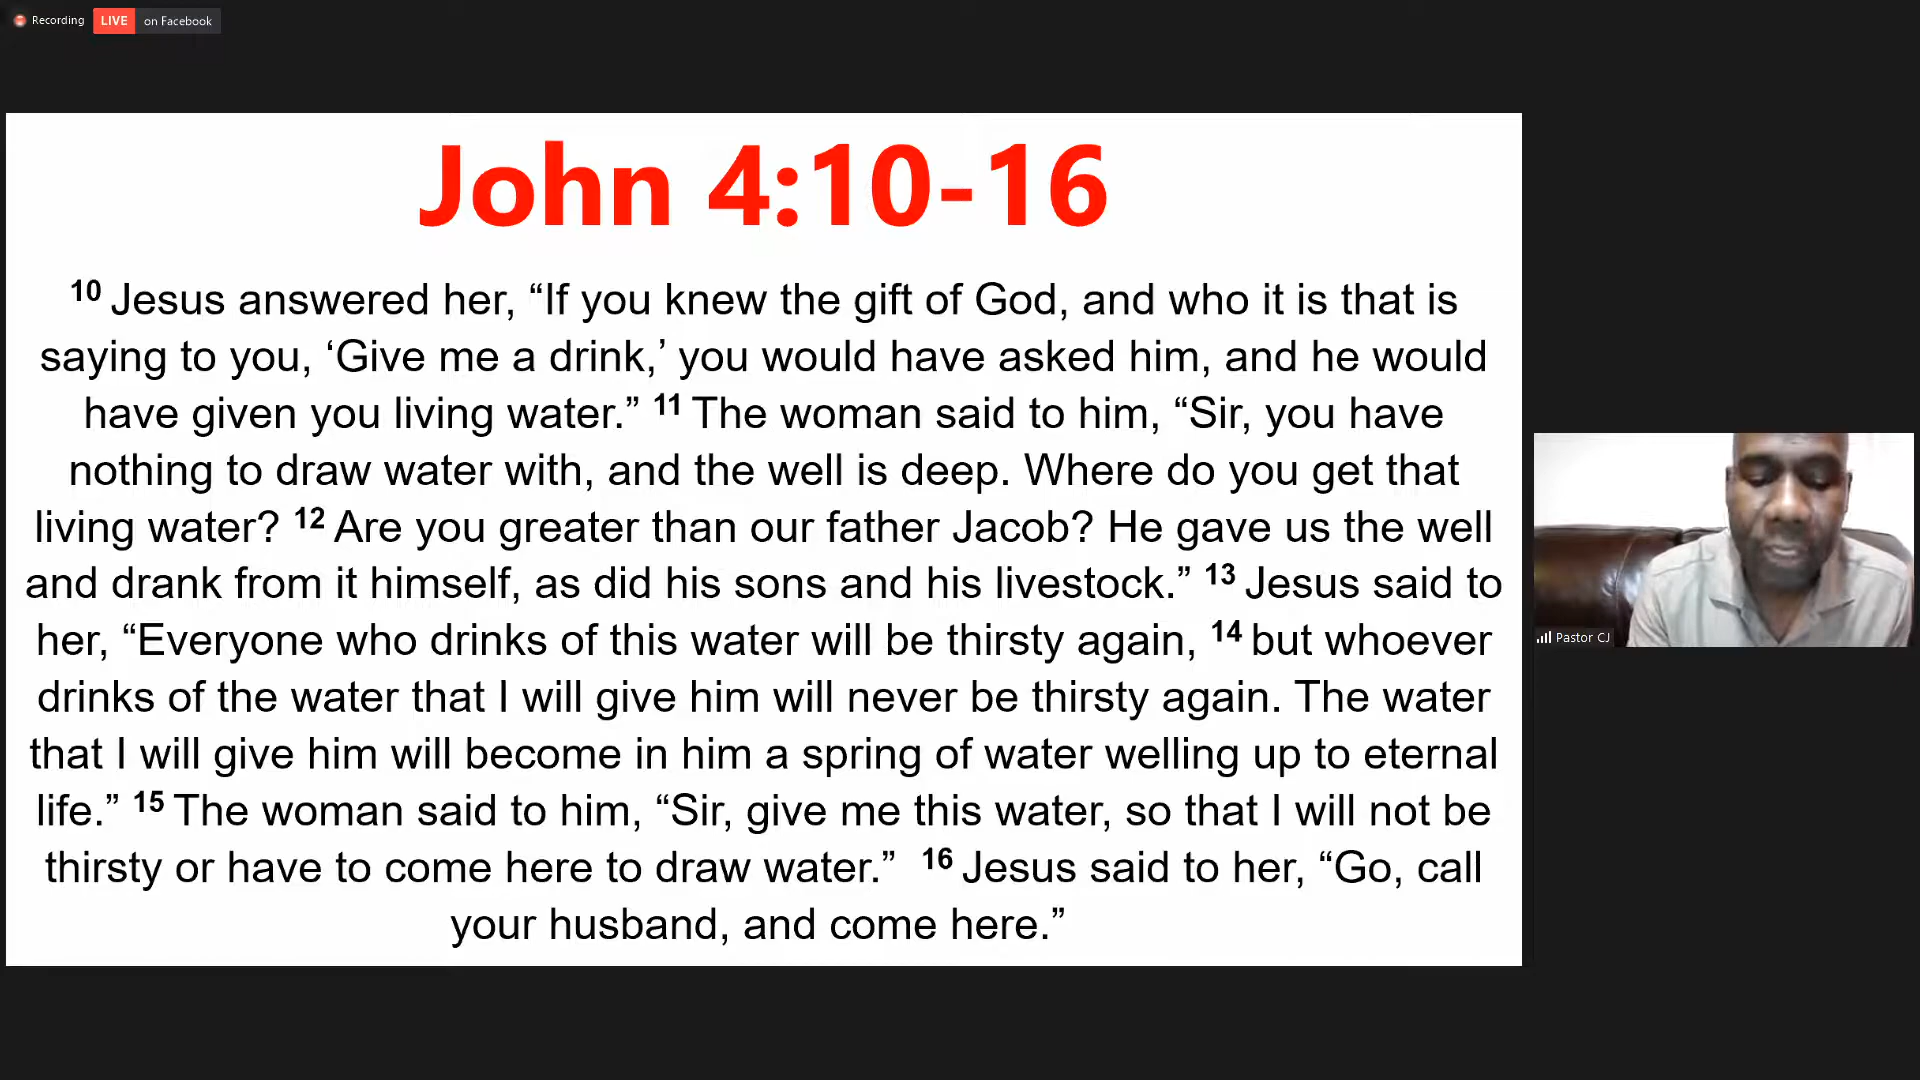 Recording LIVE on Facebook
John 4:10-16
10 Jesus answered her, “If you knew the gift of God, and who it is that is
saying to you, ‘Give me a drink,’ you would have asked him, and he would
have given you living water.” 11 The woman said to him, “Sir, you have
nothing to draw water with, and the well is deep. Where do you get that
living water? 12 Are you greater than our father Jacob? He gave us the well
and drank from it himself, as did his sons and his livestock.” 13 Jesus said to
her, “Everyone who drinks of this water will be thirsty again, 14 but whoever
drinks of the water that I will give him will never be thirsty again. The water
that I will give him will become in him a spring of water welling up to eternal
life.” 15 The woman said to him, “Sir, give me this water, so that I will not be
thirsty or have to come here to draw water.” 16 Jesus said to her, “Go, call
your husband, and come here.”
Pastor CJ